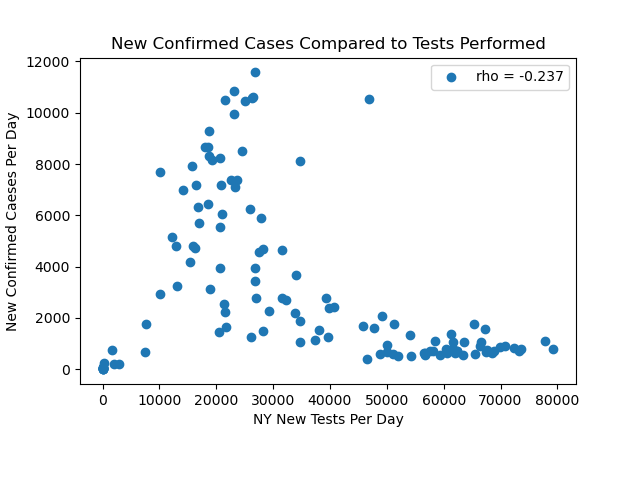 New Confirmed Cases Compared to Tests Performed
rho = -0.237
12000
10000
8000
6000
4000
2000
0
New Confirmed Caeses Per Day
0 10000 20000 30000 40000 50000 60000 70000 80000
NY New Tests Per Day